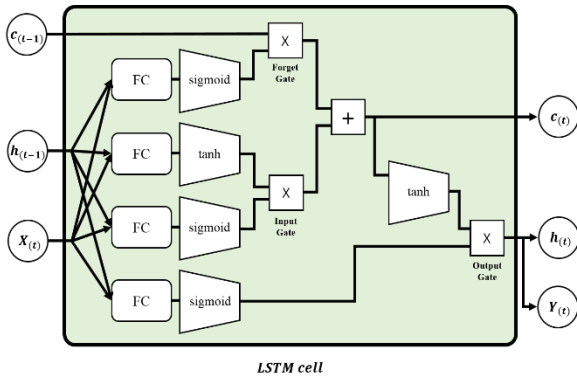 c(t-1)
X
FC
sigmoid
Forget
Gate
+
c(t)
h(t-1)
FC
tanh
X
Input
Gate
tanh
X(t)
FC
sigmoid
X
Output
Gate
h(t)
FC
sigmoid
Y(t)
LSTM cell